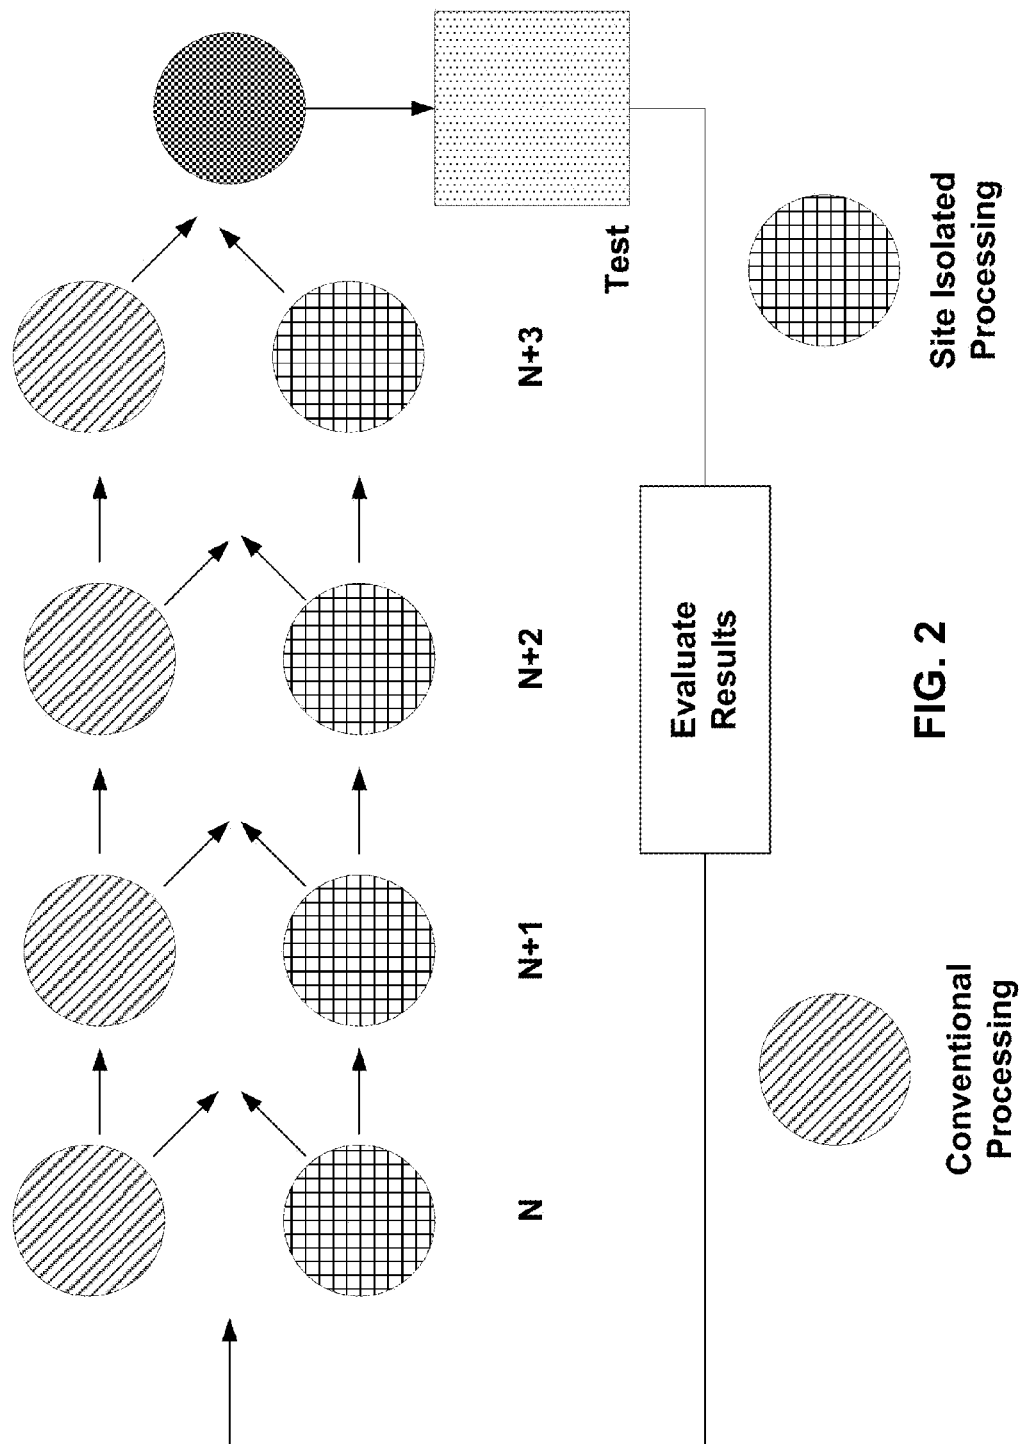 N
N+1
N+2
N+3
Test
Evaluate
Results
Conventional
Processing
Site Isolated
Processing
FIG. 2